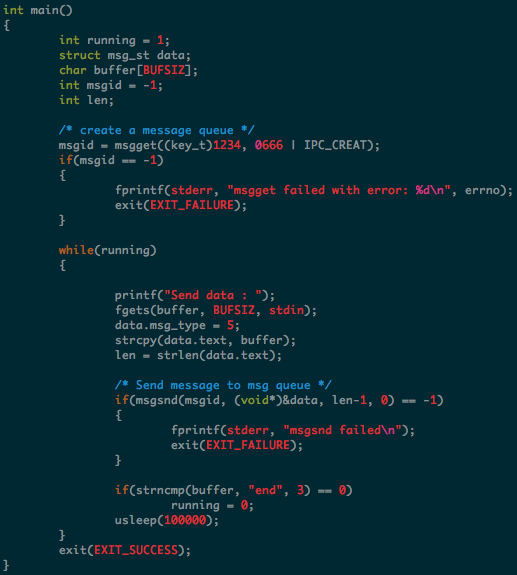 int main()
{
        int running = 1;
        struct msg_st data;
        char buffer[BUFSIZ];
        int msgid = -1;
        int len;

        /* create a message queue */
        msgid = msgget((key_t)1234, 0666 | IPC_CREAT);
        if(msgid == -1)
        {
                fprintf(stderr, "msgget failed with error: %d\n", errno);
                exit(EXIT_FAILURE);
        }

        while(running)
        {

                printf("Send data : ");
                fgets(buffer, BUFSIZ, stdin);
                data.msg_type = 5;
                strcpy(data.text, buffer);
                len = strlen(data.text);

                /* Send message to msg queue */
                if(msgsnd(msgid, (void*)&data, len-1, 0) == -1)
                {
                        fprintf(stderr, "msgsnd failed\n");
                        exit(EXIT_FAILURE);
                }

                if(strncmp(buffer, "end", 3) == 0)
                        running = 0;
                usleep(100000);
        }
        exit(EXIT_SUCCESS);
}